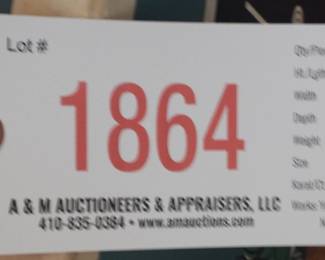 Lot #
1864
A & M AUCTIONEERS & APPRAISERS, LLC
410-835-0384 • www.amauctions.com
Width
Depth
Weight
Size